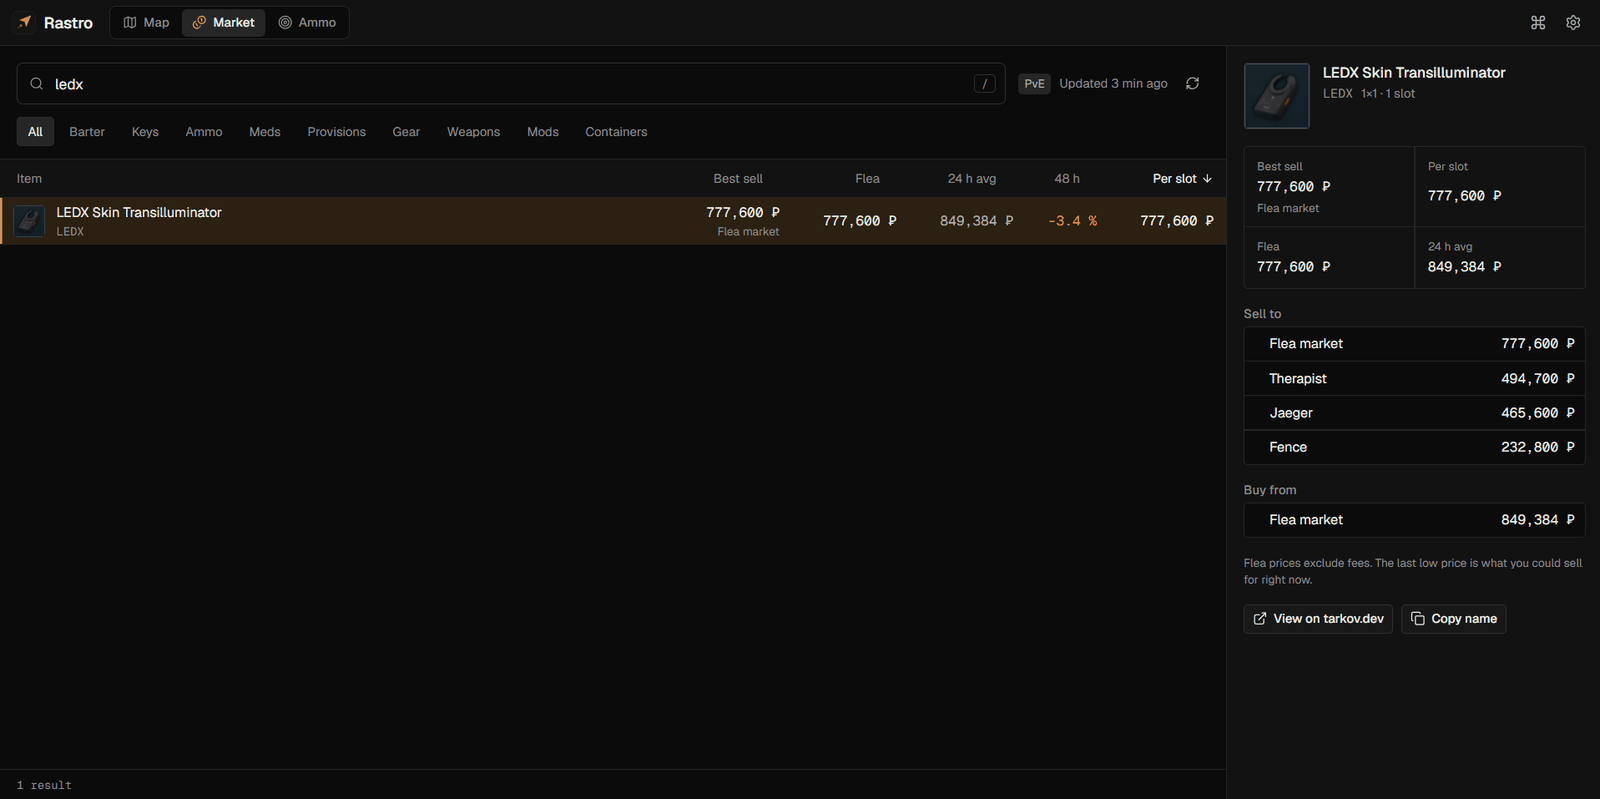 Rastro
Map
Market
Ammo
ledx
/
PvE
Updated 3 min ago
All
Barter
Keys
Ammo
Meds
Provisions
Gear
Weapons
Mods
Containers
Item
Best sell
Flea
24 h avg
48 h
Per slot ↓
LEDX Skin Transilluminator
LEDX
777,600 ₽
Flea market
777,600 ₽
849,384 ₽
-3.4 %
777,600 ₽
1 result
LEDX Skin Transilluminator
LEDX 1×1 · 1 slot
Best sell
777,600 ₽
Flea market
Per slot
777,600 ₽
Flea
777,600 ₽
24 h avg
849,384 ₽
Sell to
Flea market 777,600 ₽
Therapist 494,700 ₽
Jaeger 465,600 ₽
Fence 232,800 ₽
Buy from
Flea market 849,384 ₽
Flea prices exclude fees. The last low price is what you could sell
for right now.
View on tarkov.dev
Copy name